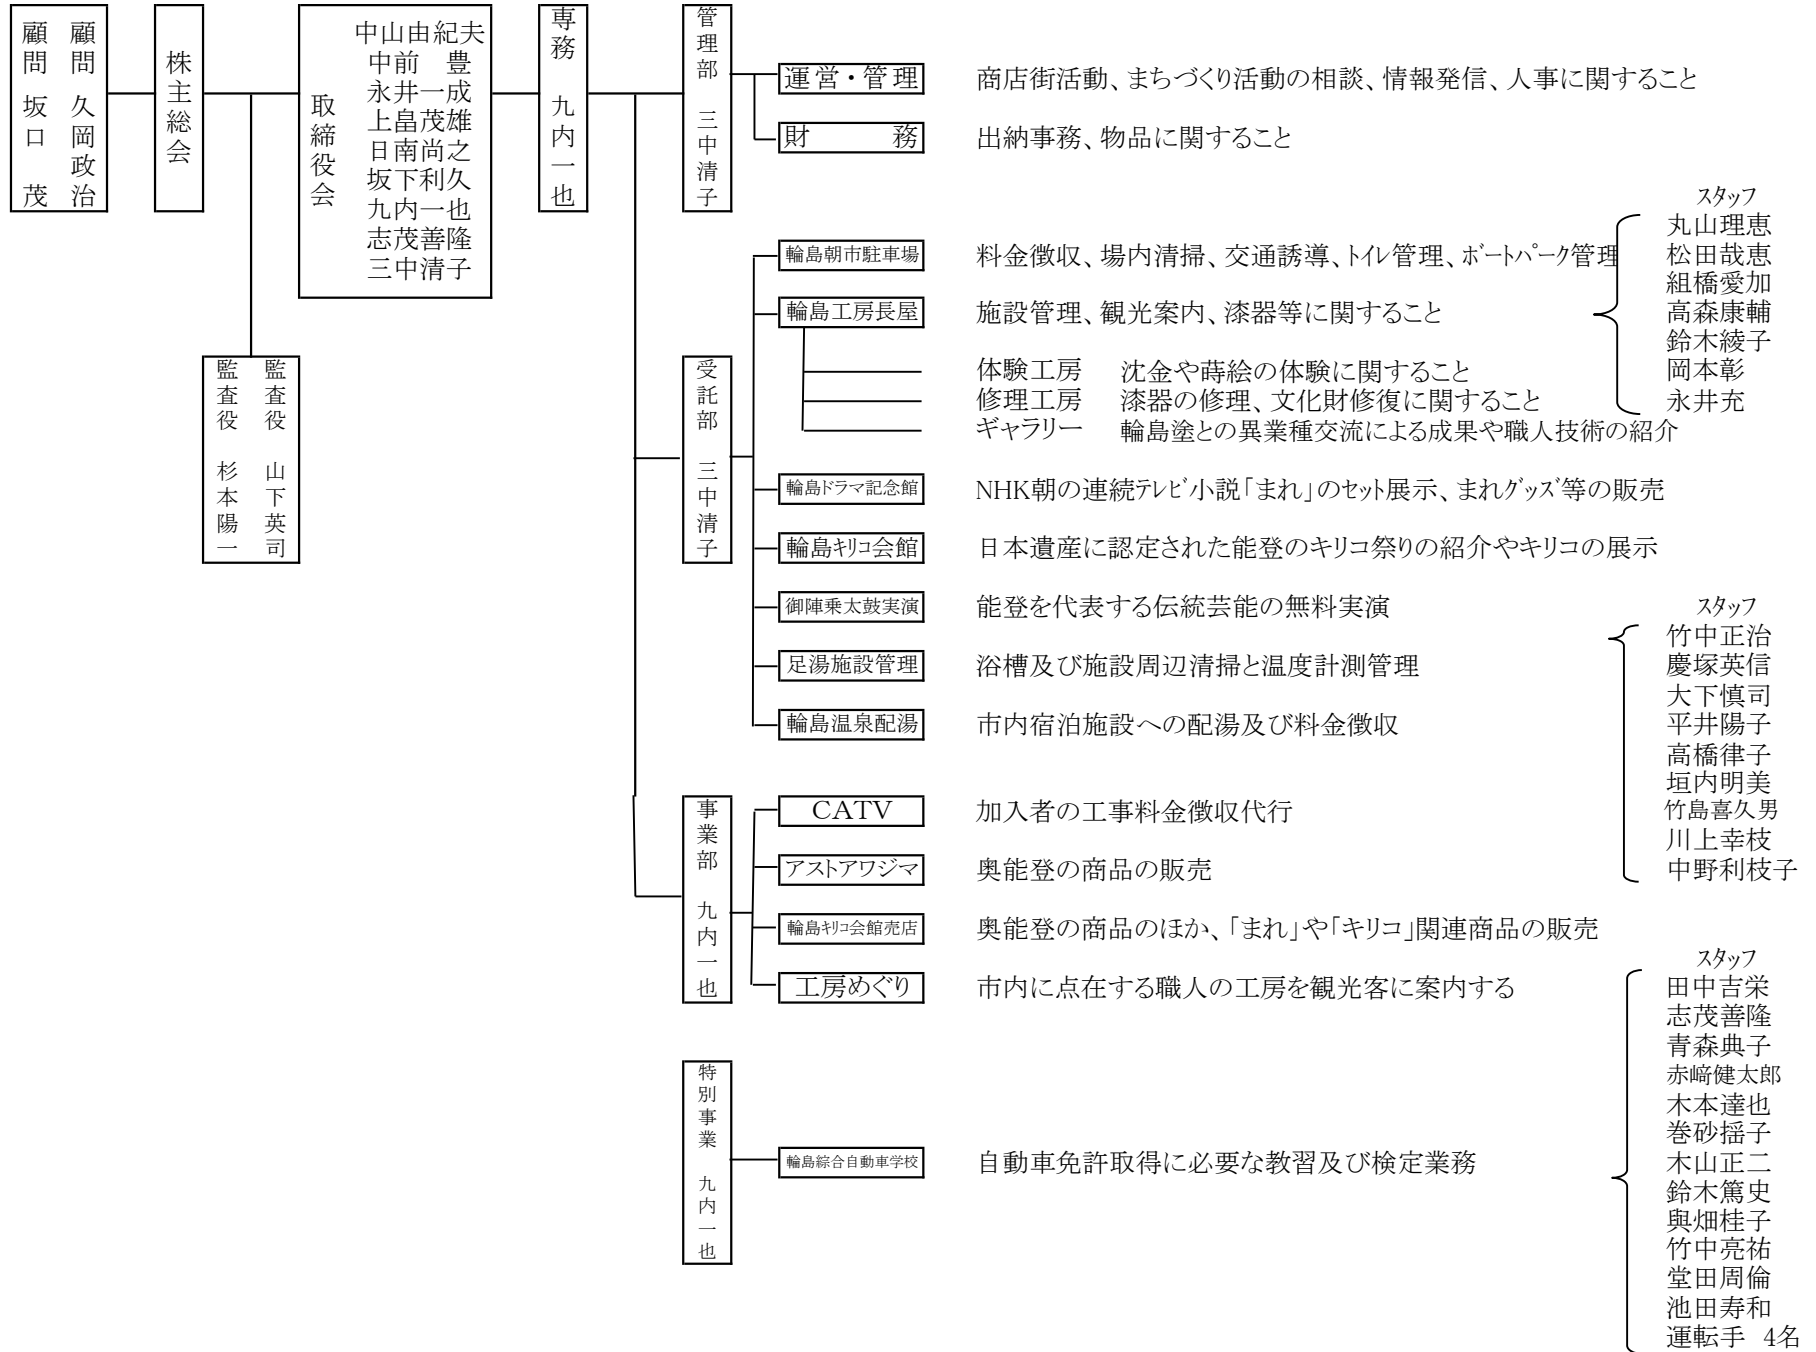 顧問 久岡政治
顧問 坂口 茂
株主総会
取締役会
中山由紀夫
中前 豊
永井一成
上畠茂雄
日南尚之
坂下利久
九内一也
志茂善隆
三中清子
監査役 山下英司
監査役 杉本陽一
専務 九内一也
管理部 三中清子
運営・管理 商店街活動、まちづくり活動の相談、情報発信、人事に関すること
財務 出納事務、物品に関すること
受託部 三中清子
輪島朝市駐車場 料金徴収、場内清掃、交通誘導、トイレ管理、ボートパーク管理
輪島工房長屋 施設管理、観光案内、漆器等に関すること
体験工房 沈金や蒔絵の体験に関すること
修理工房 漆器の修理、文化財修復に関すること
ギャラリー 輪島塗との異業種交流による成果や職人技術の紹介
輪島ドラマ記念館 NHK朝の連続テレビ小説「まれ」のセット展示、まれグッズ等の販売
輪島キリコ会館 日本遺産に認定された能登のキリコ祭りの紹介やキリコの展示
御陣乗太鼓実演 能登を代表する伝統芸能の無料実演
足湯施設管理 浴槽及び施設周辺清掃と温度計測管理
輪島温泉配湯 市内宿泊施設への配湯及び料金徴収
事業部 九内一也
CATV 加入者の工事料金徴収代行
アストアワジマ 奥能登の商品の販売
輪島キリコ会館売店 奥能登の商品のほか、「まれ」や「キリコ」関連商品の販売
工房めぐり 市内に点在する職人の工房を観光客に案内する
特別事業 九内一也
輪島綜合自動車学校 自動車免許取得に必要な教習及び検定業務
スタッフ
丸山理恵
松田哉恵
組橋愛加
高森康輔
鈴木綾子
岡本彰
永井充
スタッフ
竹中正治
慶塚英信
大下慎司
平井陽子
高橋律子
垣内明美
竹島喜久男
川上幸枝
中野利枝子
スタッフ
田中吉栄
志茂善隆
青森典子
赤﨑健太郎
木本達也
巻砂揺子
木山正二
鈴木篤史
與畑桂子
竹中亮祐
堂田周倫
池田寿和
運転手 4名